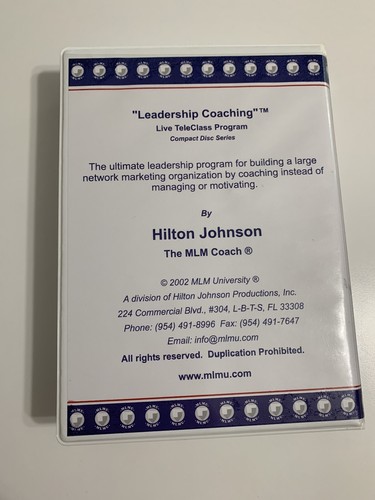 "Leadership Coaching"™
Live TeleClass Program
Compact Disc Series
The ultimate leadership program for building a large
network marketing organization by coaching instead of
managing or motivating.
By
Hilton Johnson
The MLM Coach ®
© 2002 MLM University ®
A division of Hilton Johnson Productions, Inc.
224 Commercial Blvd., #304, L-B-T-S, FL 33308
Phone: (954) 491-8996 Fax: (954) 491-7647
Email: info@mlmu.com
All rights reserved. Duplication Prohibited.
www.mlmu.com